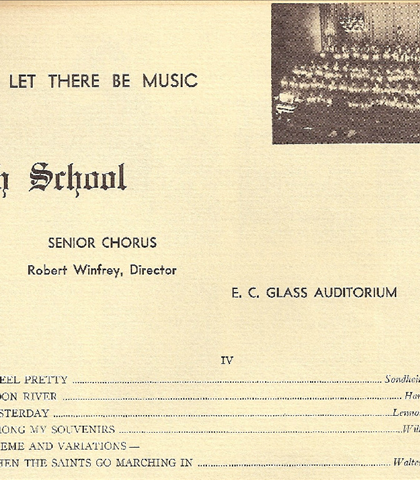 LET THERE BE MUSIC
h School
SENIOR CHORUS
Robert Winfrey, Director
E. C. GLASS AUDITORIUM
IV
EEL PRETTY Sondhei
OON RIVER Han
STERDAY Lenno
ONG MY SOUVENIRS Wil
EME AND VARIATIONS —
HEN THE SAINTS GO MARCHING IN Walte